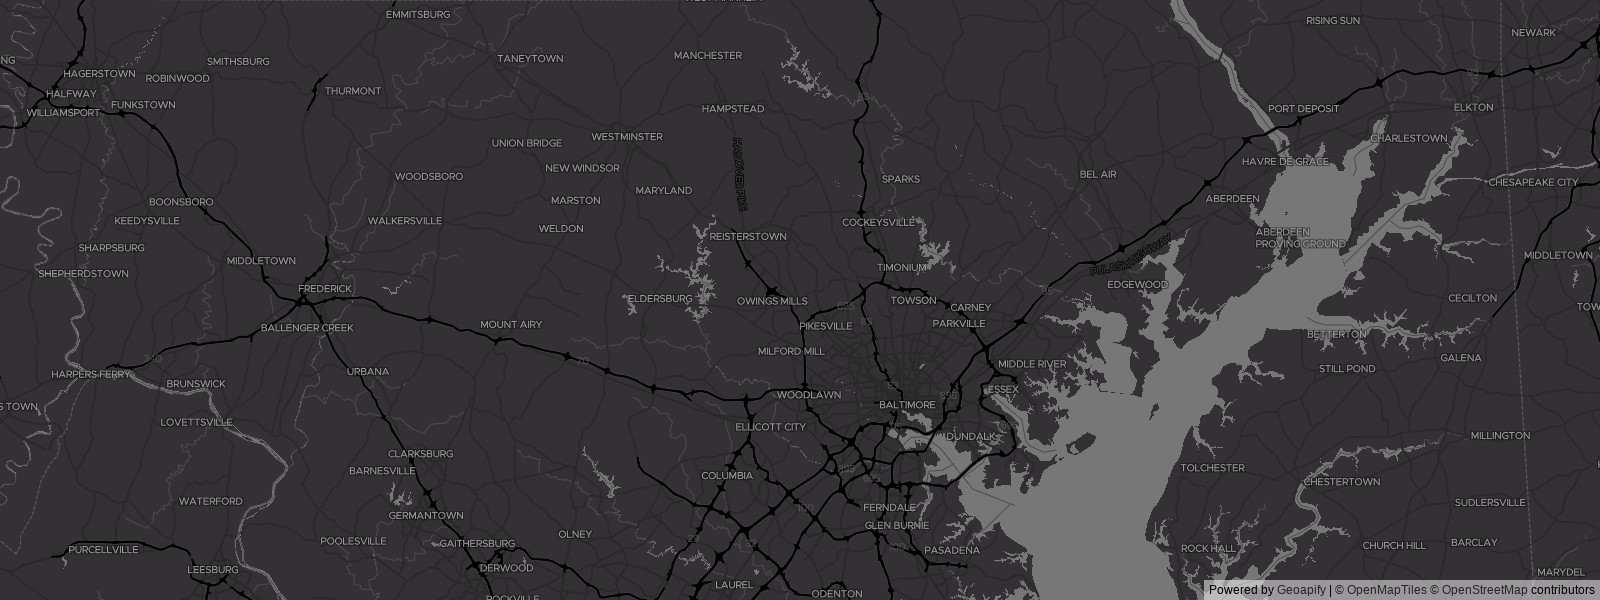 EMMITSBURG
RISING SUN
NEWARK
TANEYTOWN
MANCHESTER
SMITHSBURG
HAGERSTOWN
ROBINWOOD
THURMONT
HALFWAY
FUNKSTOWN
WILLIAMSPORT
HAMPSTEAD
PORT DEPOSIT
ELKTON
WESTMINSTER
UNION BRIDGE
CHARLESTOWN
HAVRE DE GRACE
NEW WINDSOR
WOODSBORO
BEL AIR
SPARKS
CHESAPEAKE CITY
MARYLAND
BOONSBORO
MARSTON
ABERDEEN
KEEDYSVILLE
WALKERSVILLE
WELDON
COCKEYSVILLE
REISTERSTOWN
ABERDEEN
PROVING GROUND
SHARPSBURG
MIDDLETOWN
MIDDLETOWN
SHEPHERDSTOWN
TIMONIUM
PULASKI HIGHWAY
EDGEWOOD
FREDERICK
ELDERSBURG
OWINGS MILLS
TOWSON
CARNEY
CECILTON
MOUNT AIRY
BALLENGER CREEK
PIKESVILLE
PARKVILLE
BETTERTON
MILFORD MILL
GALENA
340
70
MIDDLE RIVER
STILL POND
HARPERS FERRY
URBANA
BRUNSWICK
ESSEX
WOODLAWN
BALTIMORE
895
LOVETTSVILLE
ELLICOTT CITY
DUNDALK
MILLINGTON
CLARKSBURG
BARNESVILLE
TOLCHESTER
COLUMBIA
CHESTERTOWN
WATERFORD
GERMANTOWN
FERNDALE
100
SUDLERSVILLE
GLEN BURNIE
OLNEY
POOLESVILLE
GAITHERSBURG
PURCELLVILLE
PASADENA
ROCK HALL
CHURCH HILL
BARCLAY
DERWOOD
LEESBURG
MARYDEL
LAUREL
ODENTON
ROCKVILLE
Powered by Geoapify | © OpenMapTiles © OpenStreetMap contributors